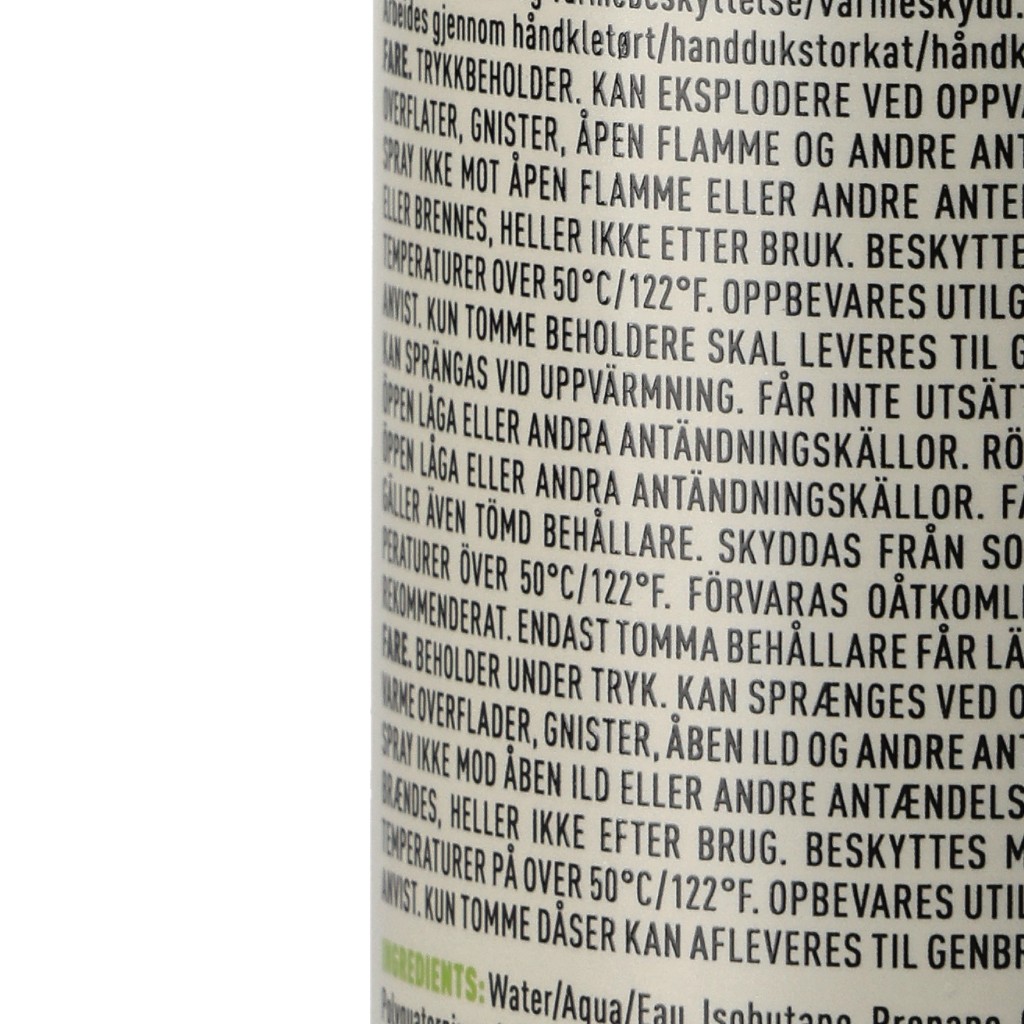 varmebeskyttelse/varmeskydd.
Arbeides gjennom håndkletørt/handdukstorkat/håndk
FARE. TRYKKBEHOLDER. KAN EKSPLODERE VED OPPVA
OVERFLATER, GNISTER, ÅPEN FLAMME OG ANDRE ANT
SPRAY IKKE MOT ÅPEN FLAMME ELLER ANDRE ANTE
ELLER BRENNES, HELLER IKKE ETTER BRUK. BESKYTTE
TEMPERATURER OVER 50°C/122°F. OPPBEVARES UTILG
ANVIST. KUN TOMME BEHOLDERE SKAL LEVERES TIL G
KAN SPRÄNGAS VID UPPVÄRMNING. FÅR INTE UTSÄT
ÖPPEN LÅGA ELLER ANDRA ANTÄNDNINGSKÄLLOR. RÖ
ÖPPEN LÅGA ELLER ANDRA ANTÄNDNINGSKÄLLOR. FÅ
GÄLLER ÄVEN TÖMD BEHÅLLARE. SKYDDAS FRÅN SO
PERATURER ÖVER 50°C/122°F. FÖRVARAS OÅTKOMLI
REKOMMENDERAT. ENDAST TOMMA BEHÅLLARE FÅR LÄ
FARE. BEHOLDER UNDER TRYK. KAN SPRÆNGES VED O
VARME OVERFLADER, GNISTER, ÅBEN ILD OG ANDRE ANT
SPRAY IKKE MOD ÅBEN ILD ELLER ANDRE ANTÆNDELS
BRÆNDES, HELLER IKKE EFTER BRUG. BESKYTTES M
TEMPERATURER PÅ OVER 50°C/122°F. OPBEVARES UTIL
ANVIST. KUN TOMME DÅSER KAN AFLEVERES TIL GENBR
INGREDIENTS: Water/Aqua/Eau, Isobutane, Propane,